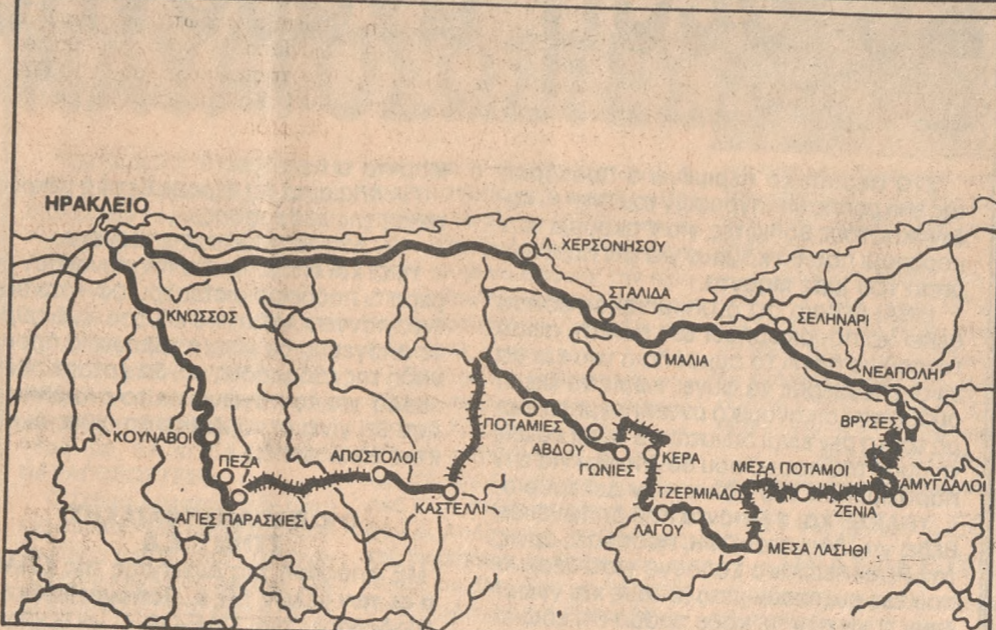 ΗΡΑΚΛΕΙΟ
Λ. ΧΕΡΣΟΝΗΣΟΥ
ΣΤΑΛΙΔΑ
ΚΝΩΣΣΟΣ
ΣΕΛΗΝΑΡΙ
ΜΑΛΙΑ
ΝΕΑΠΟΛΗ
ΠΟΤΑΜΙΕΣ
ΒΡΥΣΕΣ
ΚΟΥΝΑΒΟΙ
ΑΒΔΟΥ
ΓΩΝΙΕΣ
ΚΕΡΑ
ΠΕΖΑ
ΑΠΟΣΤΟΛΟΙ
ΜΕΣΑ ΠΟΤΑΜΟΙ
ΑΜΥΓΔΑΛΟΙ
ΤΖΕΡΜΙΑΔΟ
ΚΑΣΤΕΛΛΙ
ΖΕΝΙΑ
ΑΓΙΕΣ ΠΑΡΑΣΚΙΕΣ
ΛΑΓΟΥ
ΜΕΣΑ ΛΑΣΗΘΙ